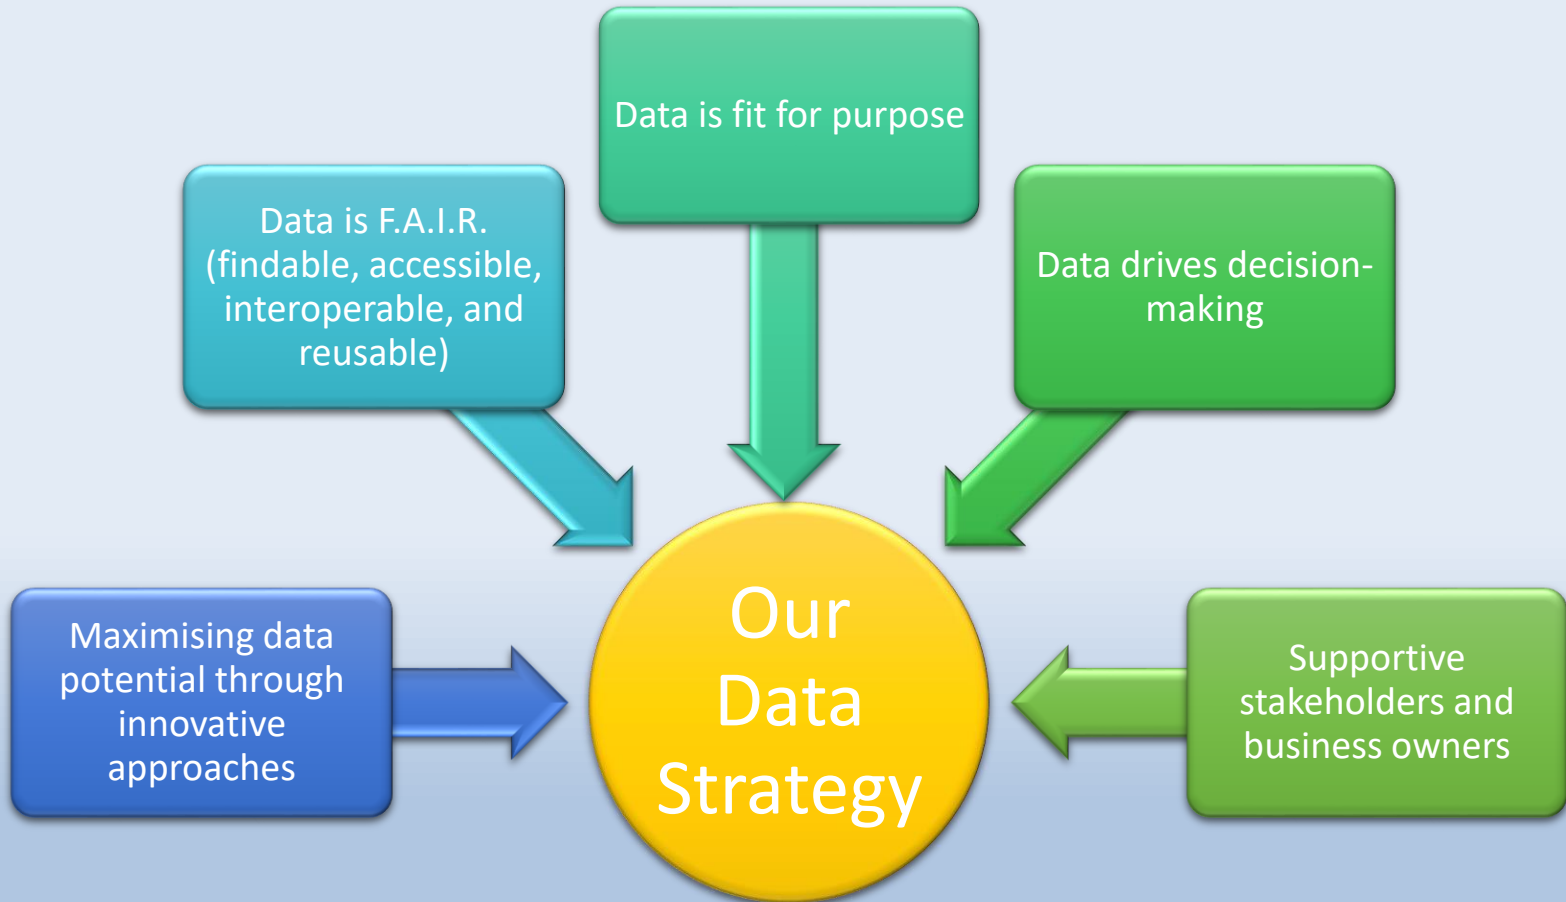 Data is fit for purpose
Data is F.A.I.R.
(findable, accessible,
interoperable, and
reusable)
Data drives decision-
making
Maximising data
potential through
innovative
approaches
Our
Data
Strategy
Supportive
stakeholders and
business owners